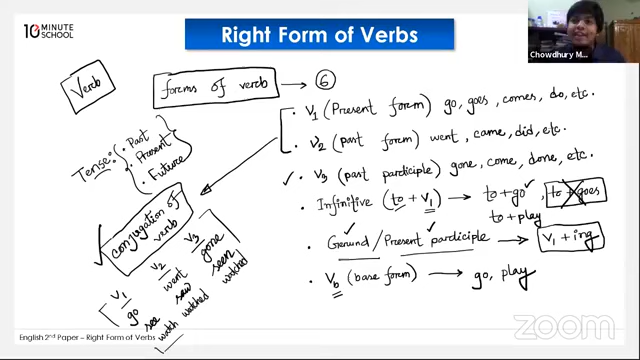 10 MINUTE SCHOOL
Right Form of Verbs
Chowdhury M...
Verb
forms of verb → 6
V1 (Present form) go, goes, comes, do, etc.
V2 (past form) went, came, did, etc.
V3 (past pardiciple) gone, come, done, etc.
Infinitive (to + V1) → to+go, to+goes
to+play
Gerund/Present pardiciple → V1 + ing
Vb (base form) → go, play
Tense: Past
Present
Future
Conjugation of verb
V1 V2 V3
go went gone
see saw seen
watch watched watched
English 2nd Paper – Right Form of Verbs
zoom